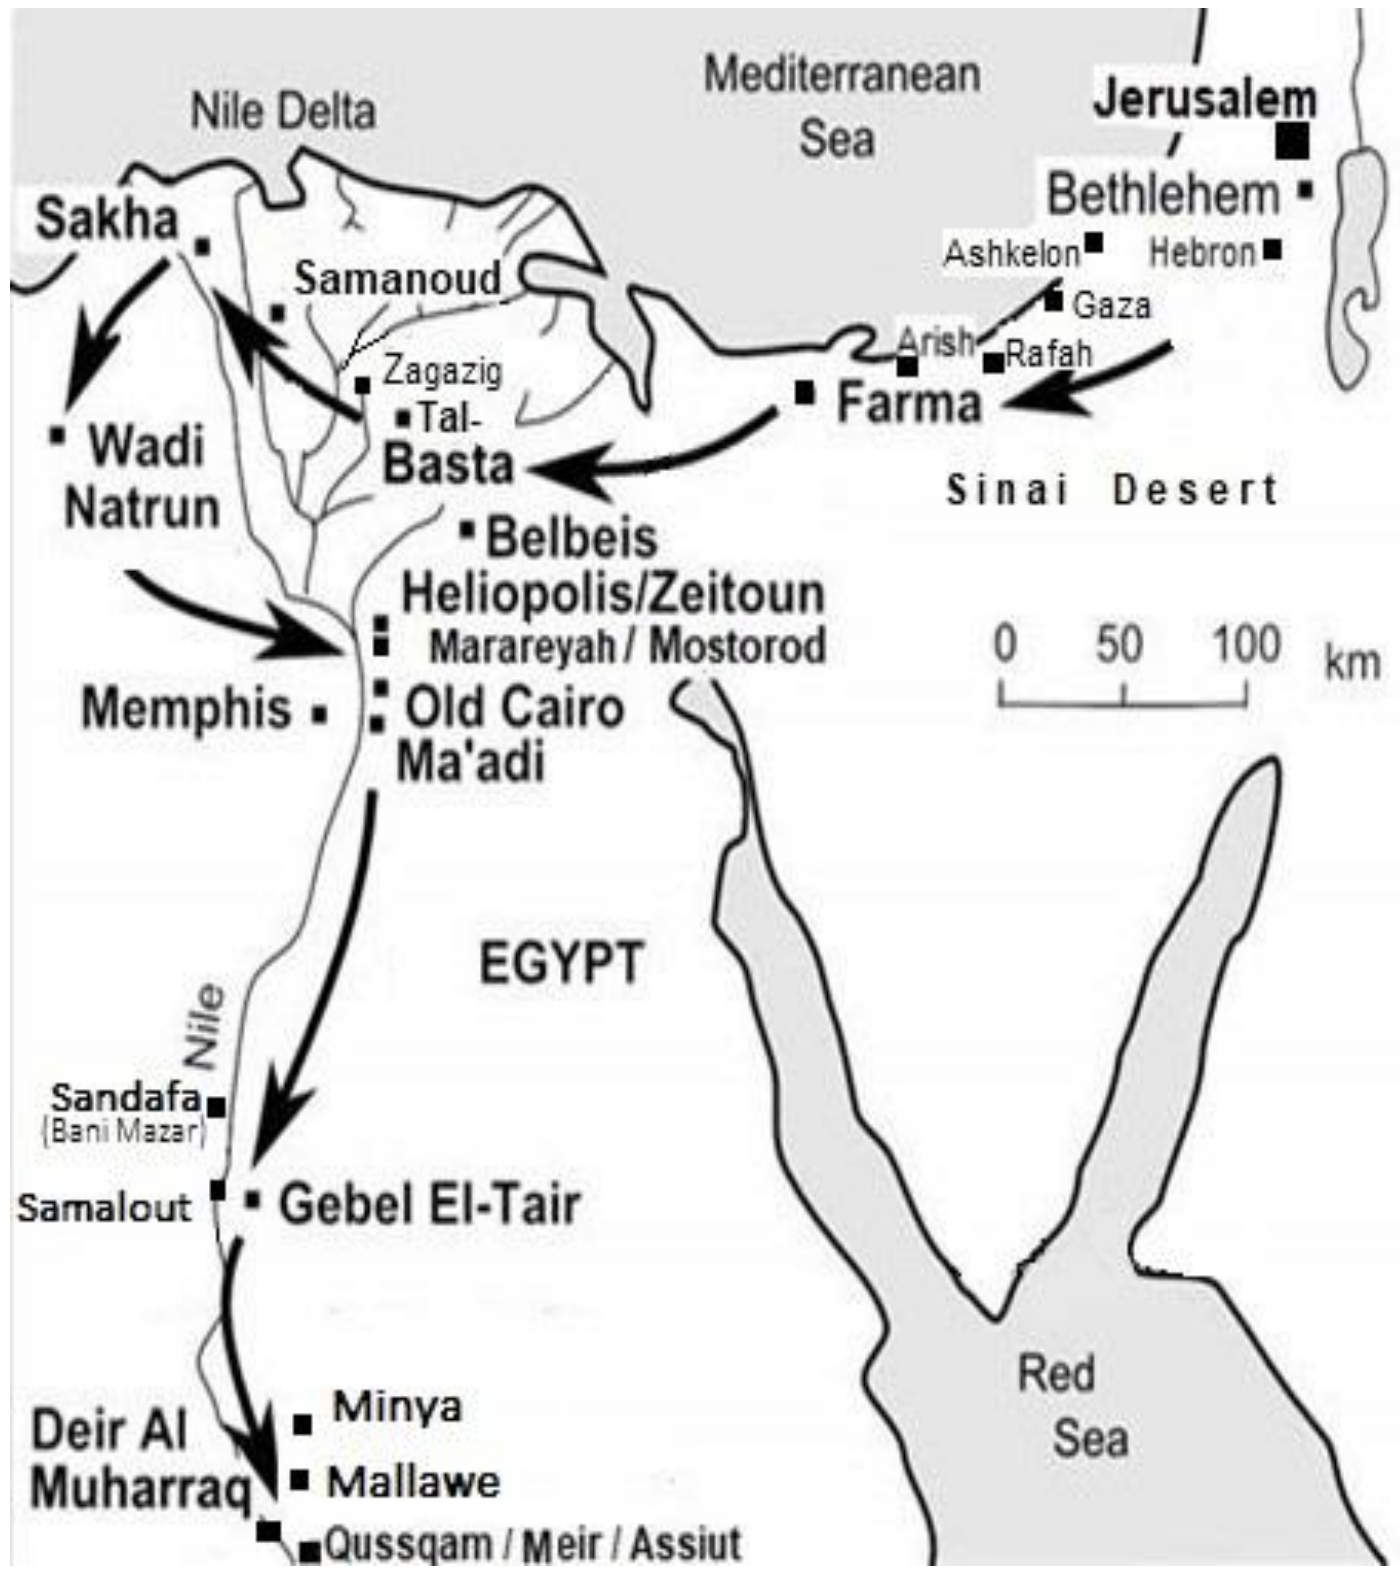 Mediterranean
Sea
Nile Delta
Jerusalem
Bethlehem
Sakha
Ashkelon
Hebron
Samanoud
Gaza
Arish
Rafah
Zagazig
Farma
Tal-
Basta
Wadi
Natrun
Sinai Desert
Belbeis
Heliopolis/Zeitoun
Marareyah / Mostorod
0 50 100 km
Memphis
Old Cairo
Ma'adi
EGYPT
Nile
Sandafa
(Bani Mazar)
Samalout
Gebel El-Tair
Red
Sea
Minya
Deir Al
Muharraq
Mallawe
Qussqam / Meir / Assiut